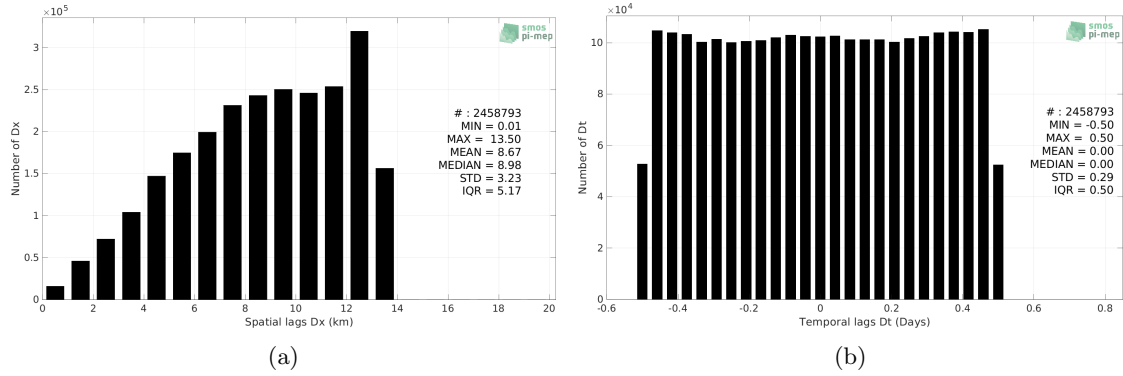 ×10⁵
Number of Dx
3
2.5
2
1.5
1
0.5
0
0 2 4 6 8 10 12 14 16 18 20
Spatial lags Dx (km)
smos
pi-mep
# : 2458793
MIN = 0.01
MAX = 13.50
MEAN = 8.67
MEDIAN = 8.98
STD = 3.23
IQR = 5.17
(a)
×10⁴
Number of Dt
10
8
6
4
2
0
-0.6 -0.4 -0.2 0 0.2 0.4 0.6 0.8
Temporal lags Dt (Days)
smos
pi-mep
# : 2458793
MIN = -0.50
MAX = 0.50
MEAN = 0.00
MEDIAN = 0.00
STD = 0.29
IQR = 0.50
(b)